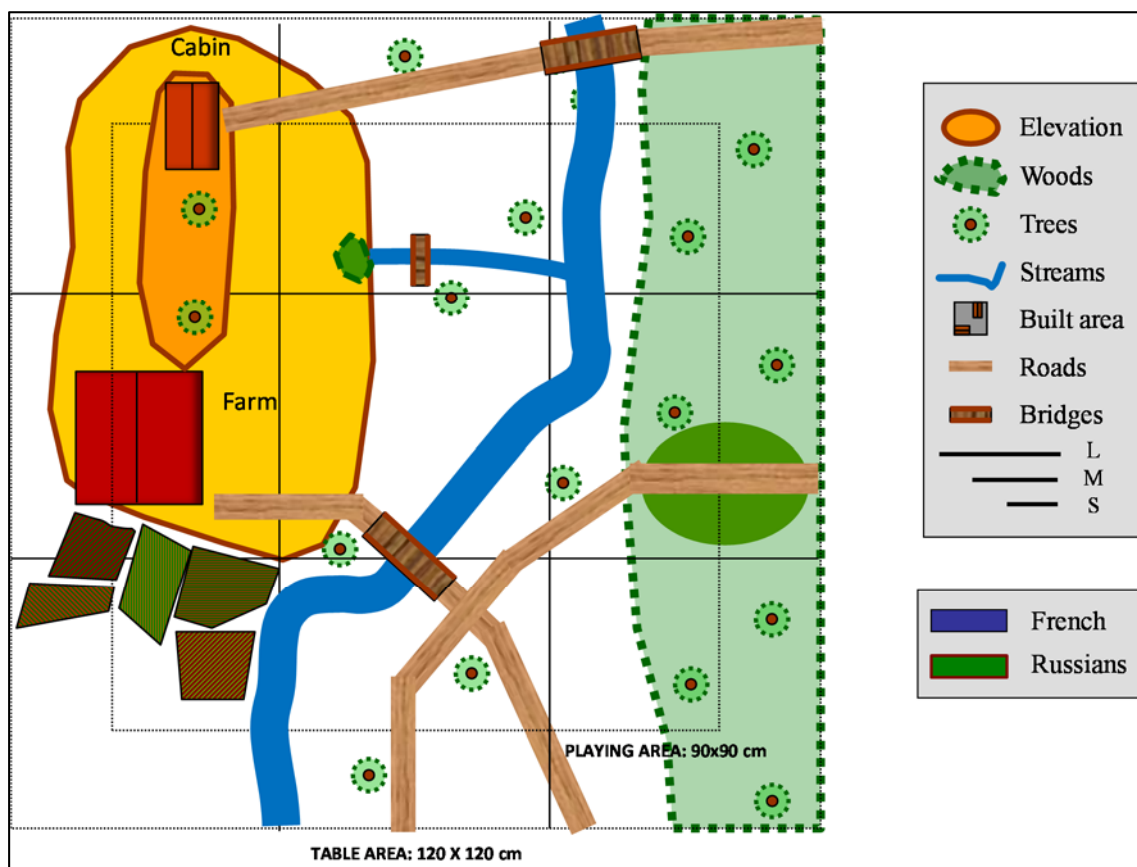 Cabin
Farm
PLAYING AREA: 90x90 cm
TABLE AREA: 120 X 120 cm
Elevation
Woods
Trees
Streams
Built area
Roads
Bridges
L
M
S
French
Russians